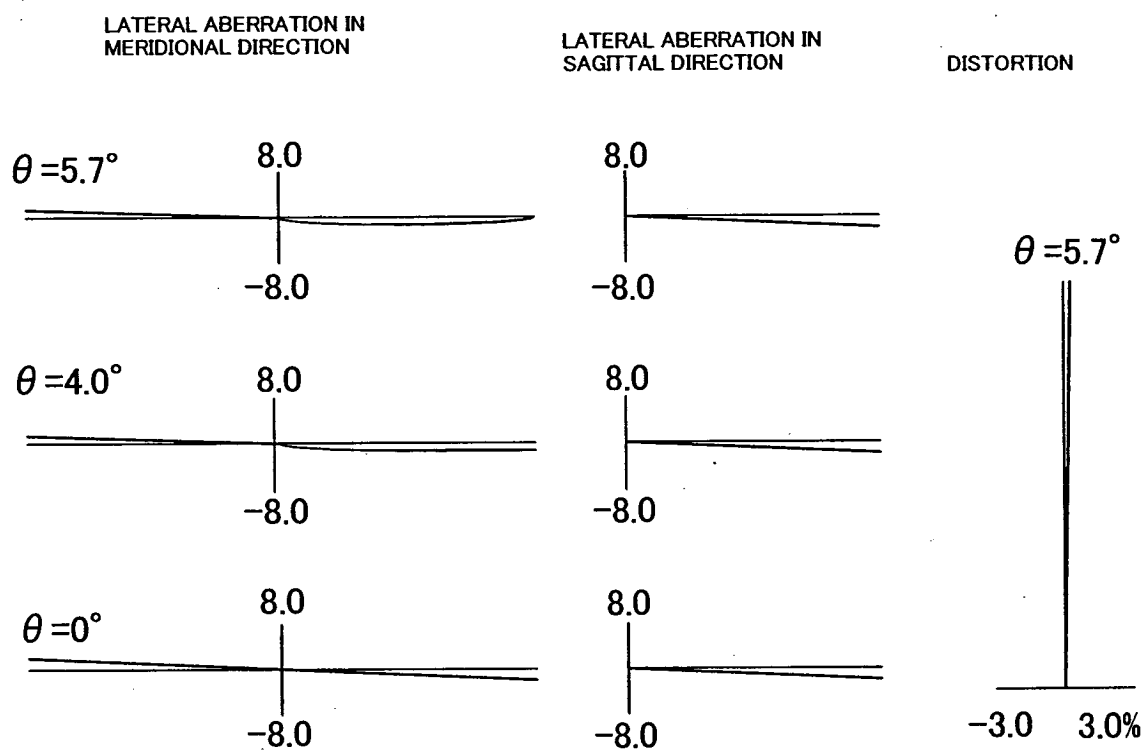 LATERAL ABERRATION IN
MERIDIONAL DIRECTION
LATERAL ABERRATION IN
SAGITTAL DIRECTION
DISTORTION
θ=5.7°
8.0
−8.0
8.0
−8.0
θ=5.7°
θ=4.0°
8.0
−8.0
8.0
−8.0
θ=0°
8.0
−8.0
8.0
−8.0
−3.0 3.0%